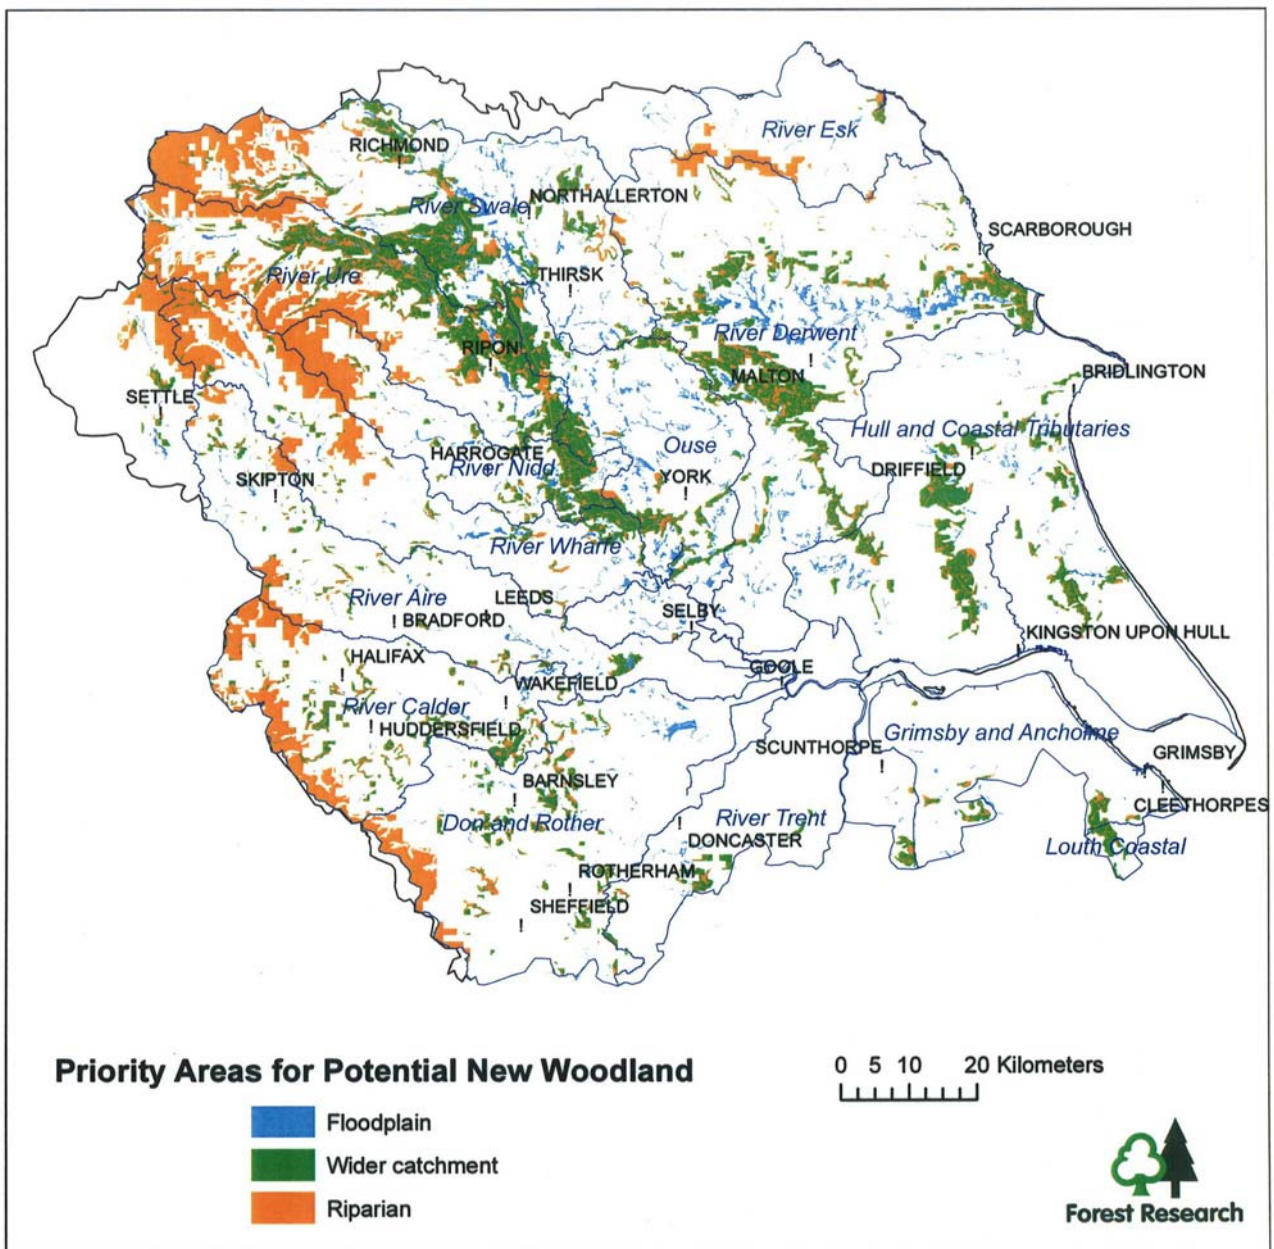 River Esk
RICHMOND
NORTHALLERTON
River Swale
SCARBOROUGH
THIRSK
River Ure
River Derwent
RIPON
MALTON
BRIDLINGTON
SETTLE
Hull and Coastal Tributaries
Ouse
HARROGATE
River Nidd
DRIFFIELD
SKIPTON
YORK
River Wharfe
River Aire
LEEDS
BRADFORD
SELBY
KINGSTON UPON HULL
HALIFAX
GOOLE
WAKEFIELD
River Calder
HUDDERSFIELD
Grimsby and Ancholme
SCUNTHORPE
GRIMSBY
BARNSLEY
CLEETHORPES
Don and Rother
River Trent
DONCASTER
Louth Coastal
ROTHERHAM
SHEFFIELD
Priority Areas for Potential New Woodland
0 5 10 20 Kilometers
Floodplain
Wider catchment
Riparian
Forest Research